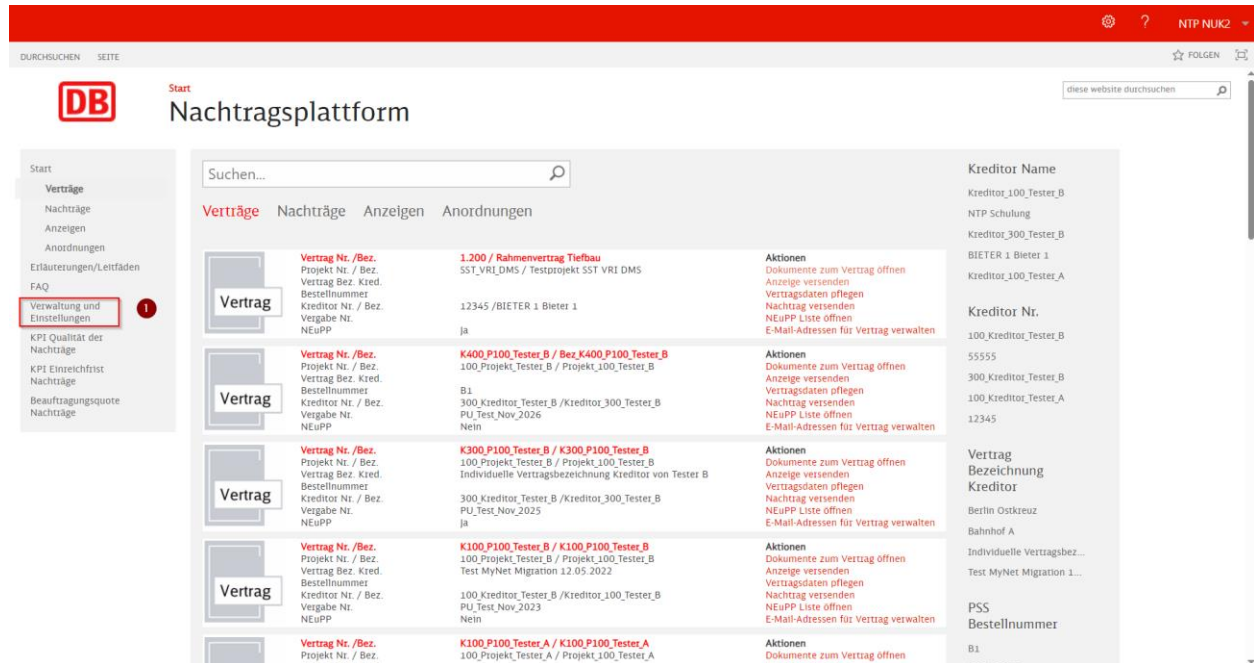 ? NTP NUK2
DURCHSUCHEN SEITE
FOLGEN
DB
Start
Nachtragsplattform
diese website durchsuchen
Start
Verträge
Nachträge
Anzeigen
Anordnungen
Erläuterungen/Leitfäden
FAQ
Verwaltung und
Einstellungen
1
KPI Qualität der
Nachträge
KPI Einreichfrist
Nachträge
Beauftragungsquote
Nachträge
Suchen...
Verträge Nachträge Anzeigen Anordnungen
Vertrag
Vertrag Nr. /Bez. 1.200 / Rahmenvertrag Tiefbau
Projekt Nr. / Bez. SST_VRI_DMS / Testprojekt SST VRI DMS
Vertrag Bez. Kred.
Bestellnummer
Kreditor Nr. / Bez. 12345 /BIETER 1 Bieter 1
Vergabe Nr.
NEuPP Ja
Aktionen
Dokumente zum Vertrag öffnen
Anzeige versenden
Vertragsdaten pflegen
Nachtrag versenden
NEuPP Liste öffnen
E-Mail-Adressen für Vertrag verwalten
Vertrag
Vertrag Nr. /Bez. K400_P100_Tester_B / Bez_K400_P100_Tester_B
Projekt Nr. / Bez. 100_Projekt_Tester_B / Projekt_100_Tester_B
Vertrag Bez. Kred.
Bestellnummer B1
Kreditor Nr. / Bez. 300_Kreditor_Tester_B /Kreditor_300_Tester_B
Vergabe Nr. PU_Test_Nov_2026
NEuPP Nein
Aktionen
Dokumente zum Vertrag öffnen
Anzeige versenden
Vertragsdaten pflegen
Nachtrag versenden
NEuPP Liste öffnen
E-Mail-Adressen für Vertrag verwalten
Vertrag
Vertrag Nr. /Bez. K300_P100_Tester_B / K300_P100_Tester_B
Projekt Nr. / Bez. 100_Projekt_Tester_B / Projekt_100_Tester_B
Vertrag Bez. Kred. Individuelle Vertragsbezeichnung Kreditor von Tester B
Bestellnummer
Kreditor Nr. / Bez. 300_Kreditor_Tester_B /Kreditor_300_Tester_B
Vergabe Nr. PU_Test_Nov_2025
NEuPP Ja
Aktionen
Dokumente zum Vertrag öffnen
Anzeige versenden
Vertragsdaten pflegen
Nachtrag versenden
NEuPP Liste öffnen
E-Mail-Adressen für Vertrag verwalten
Vertrag
Vertrag Nr. /Bez. K100_P100_Tester_B / K100_P100_Tester_B
Projekt Nr. / Bez. 100_Projekt_Tester_B / Projekt_100_Tester_B
Vertrag Bez. Kred. Test MyNet Migration 12.05.2022
Bestellnummer
Kreditor Nr. / Bez. 100_Kreditor_Tester_B /Kreditor_100_Tester_B
Vergabe Nr. PU_Test_Nov_2023
NEuPP Nein
Aktionen
Dokumente zum Vertrag öffnen
Anzeige versenden
Vertragsdaten pflegen
Nachtrag versenden
NEuPP Liste öffnen
E-Mail-Adressen für Vertrag verwalten
Vertrag Nr. /Bez. K100_P100_Tester_A / K100_P100_Tester_A
Projekt Nr. / Bez. 100_Projekt_Tester_A / Projekt_100_Tester_A
Aktionen
Dokumente zum Vertrag öffnen
Kreditor Name
Kreditor_100_Tester_B
NTP Schulung
Kreditor_300_Tester_B
BIETER 1 Bieter 1
Kreditor_100_Tester_A
Kreditor Nr.
100_Kreditor_Tester_B
55555
300_Kreditor_Tester_B
100_Kreditor_Tester_A
12345
Vertrag
Bezeichnung
Kreditor
Berlin Ostkreuz
Bahnhof A
Individuelle Vertragsbez...
Test MyNet Migration 1...
PSS
Bestellnummer
B1